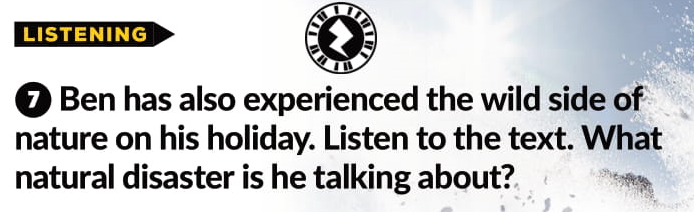 LISTENING
7 Ben has also experienced the wild side of
nature on his holiday. Listen to the text. What
natural disaster is he talking about?